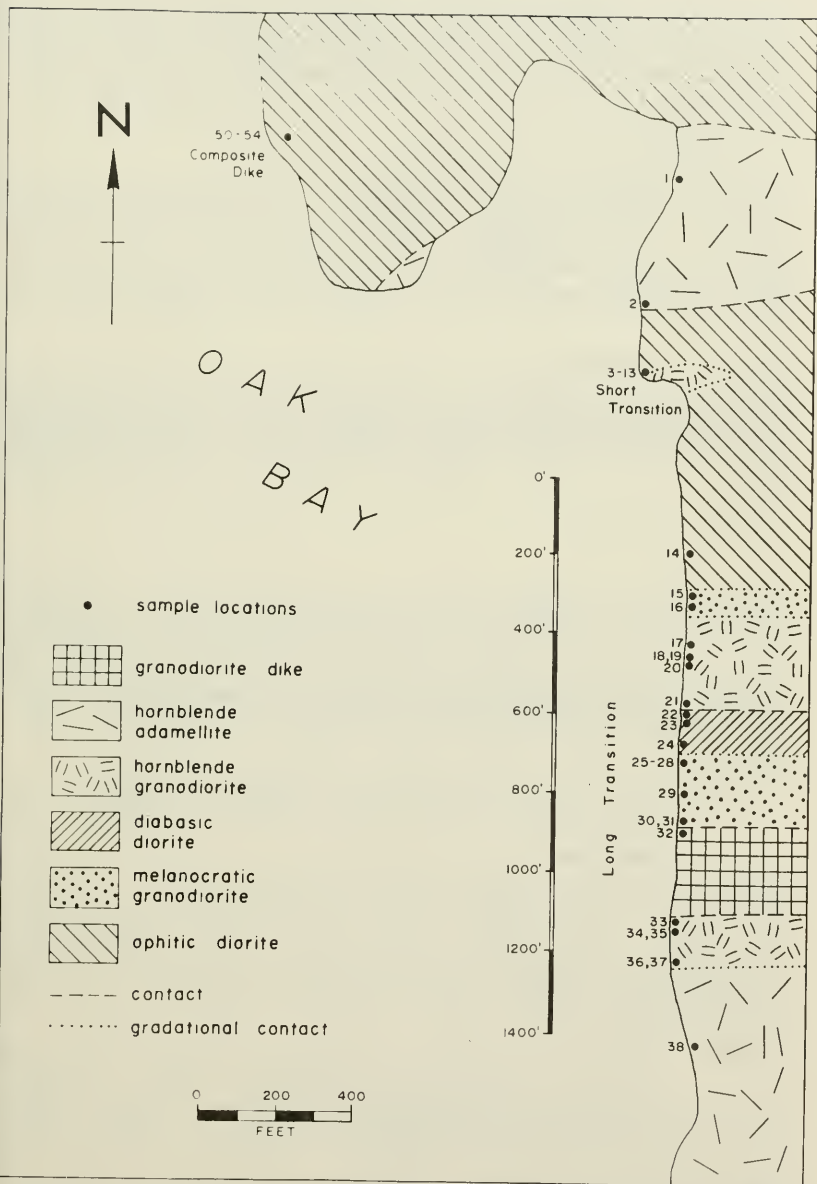 N
50-54
Composite
Dike
1
2
3-13
Short
Transition
OAK
BAY
0'
200'
400'
600'
800'
1000'
1200'
1400'
Long Transition
14
15
16
17
18,19
20
21
22
23
24
25-28
29
30,31
32
33
34,35
36,37
38
sample locations
granodiorite dike
hornblende
adamellite
hornblende
granodiorite
diabasic
diorite
melanocratic
granodiorite
ophitic diorite
contact
gradational contact
0 200 400
FEET